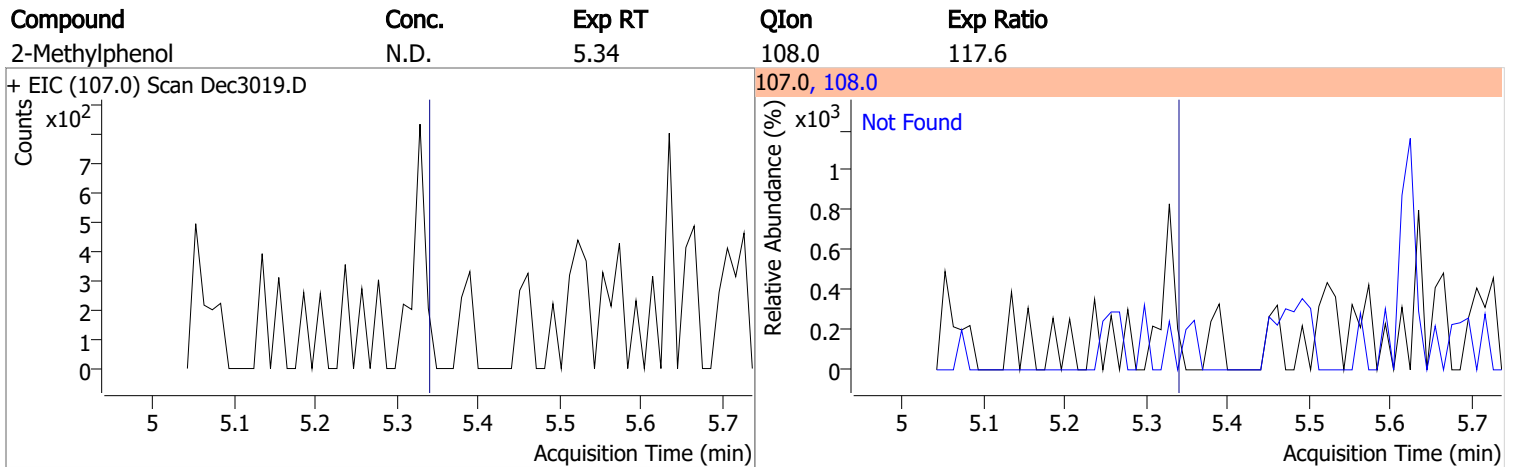 Compound Conc. Exp RT QIon Exp Ratio
2-Methylphenol N.D. 5.34 108.0 117.6
+ EIC (107.0) Scan Dec3019.D
Counts
x10²
7
6
5
4
3
2
1
0
5 5.1 5.2 5.3 5.4 5.5 5.6 5.7
Acquisition Time (min)
107.0, 108.0
Relative Abundance (%)
x10³
Not Found
1
0.8
0.6
0.4
0.2
0
5 5.1 5.2 5.3 5.4 5.5 5.6 5.7
Acquisition Time (min)